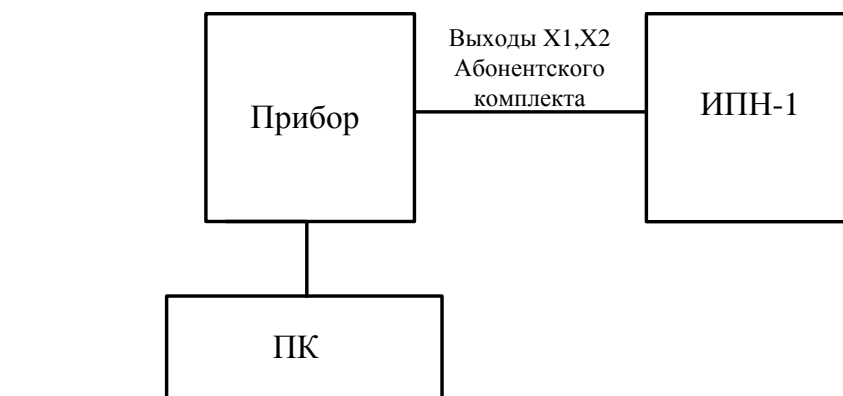 Выходы X1,X2
Абонентского
комплекта
Прибор
ИПН-1
ПК